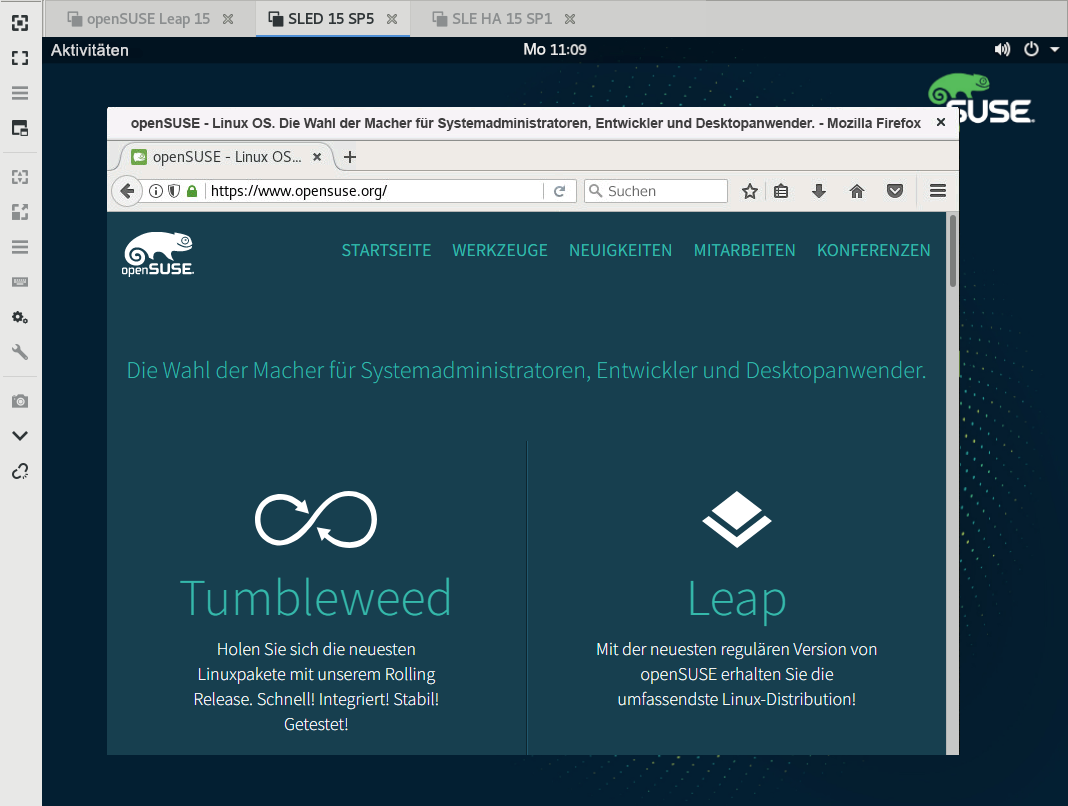 openSUSE Leap 15
SLED 15 SP5
SLE HA 15 SP1
Aktivitäten
Mo 11:09
SUSE
openSUSE - Linux OS. Die Wahl der Macher für Systemadministratoren, Entwickler und Desktopanwender. - Mozilla Firefox
openSUSE - Linux OS...
https://www.opensuse.org/
Suchen
openSUSE
STARTSEITE WERKZEUGE NEUIGKEITEN MITARBEITEN KONFERENZEN
Die Wahl der Macher für Systemadministratoren, Entwickler und Desktopanwender.
Tumbleweed
Holen Sie sich die neuesten
Linuxpakete mit unserem Rolling
Release. Schnell! Integriert! Stabil!
Getestet!
Leap
Mit der neuesten regulären Version von
openSUSE erhalten Sie die
umfassendste Linux-Distribution!